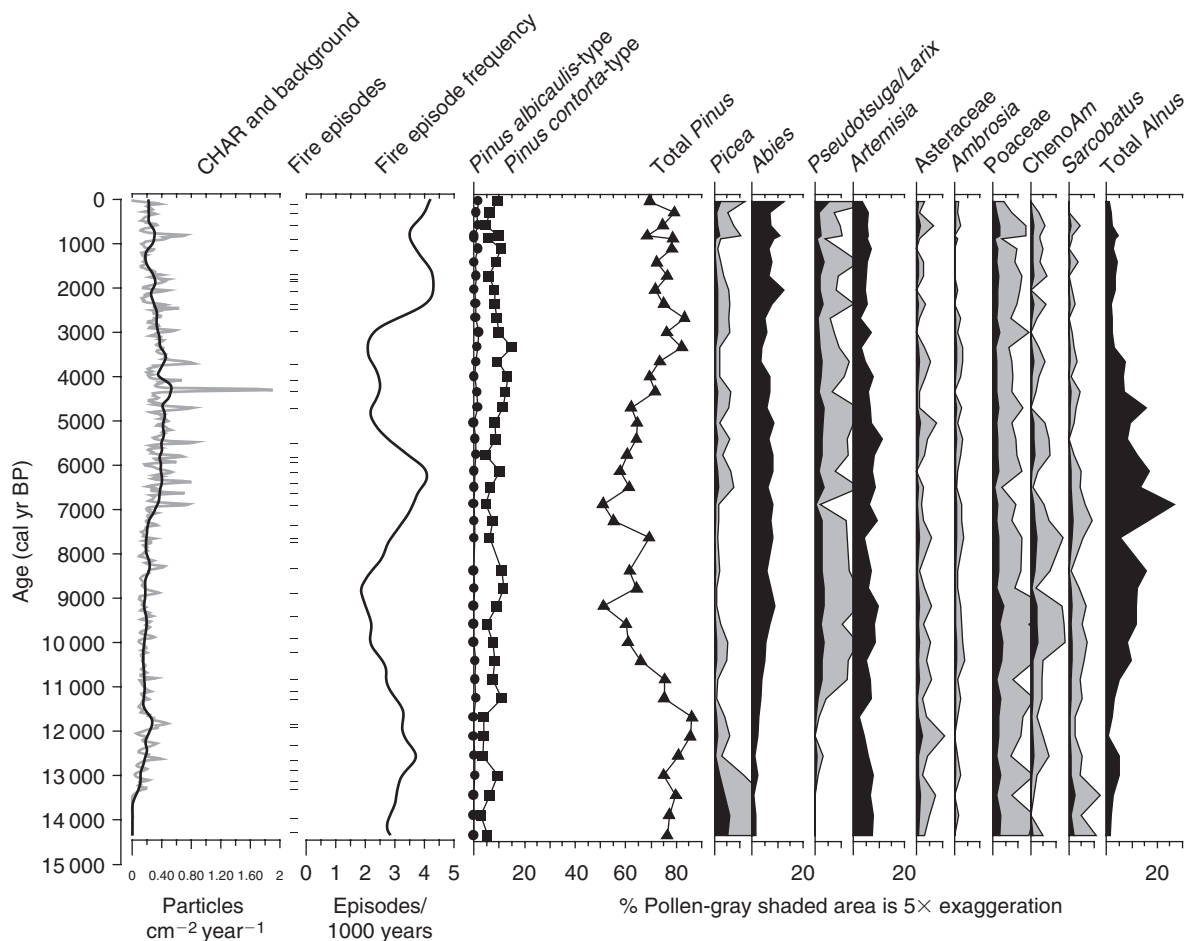 CHAR and background
Fire episodes
Fire episode frequency
Pinus albicaulis-type
Pinus contorta-type
Total Pinus
Picea
Abies
Pseudotsuga/Larix
Artemisia
Asteraceae
Ambrosia
Poaceae
ChenoAm
Sarcobatus
Total Alnus
Age (cal yr BP)
0
1000
2000
3000
4000
5000
6000
7000
8000
9000
10 000
11 000
12 000
13 000
14 000
15 000
0 0.40 0.80 1.20 1.60 2
0 1 2 3 4 5
20 40 60 80
20 20 20
Particles
cm⁻² year⁻¹
Episodes/
1000 years
% Pollen-gray shaded area is 5× exaggeration